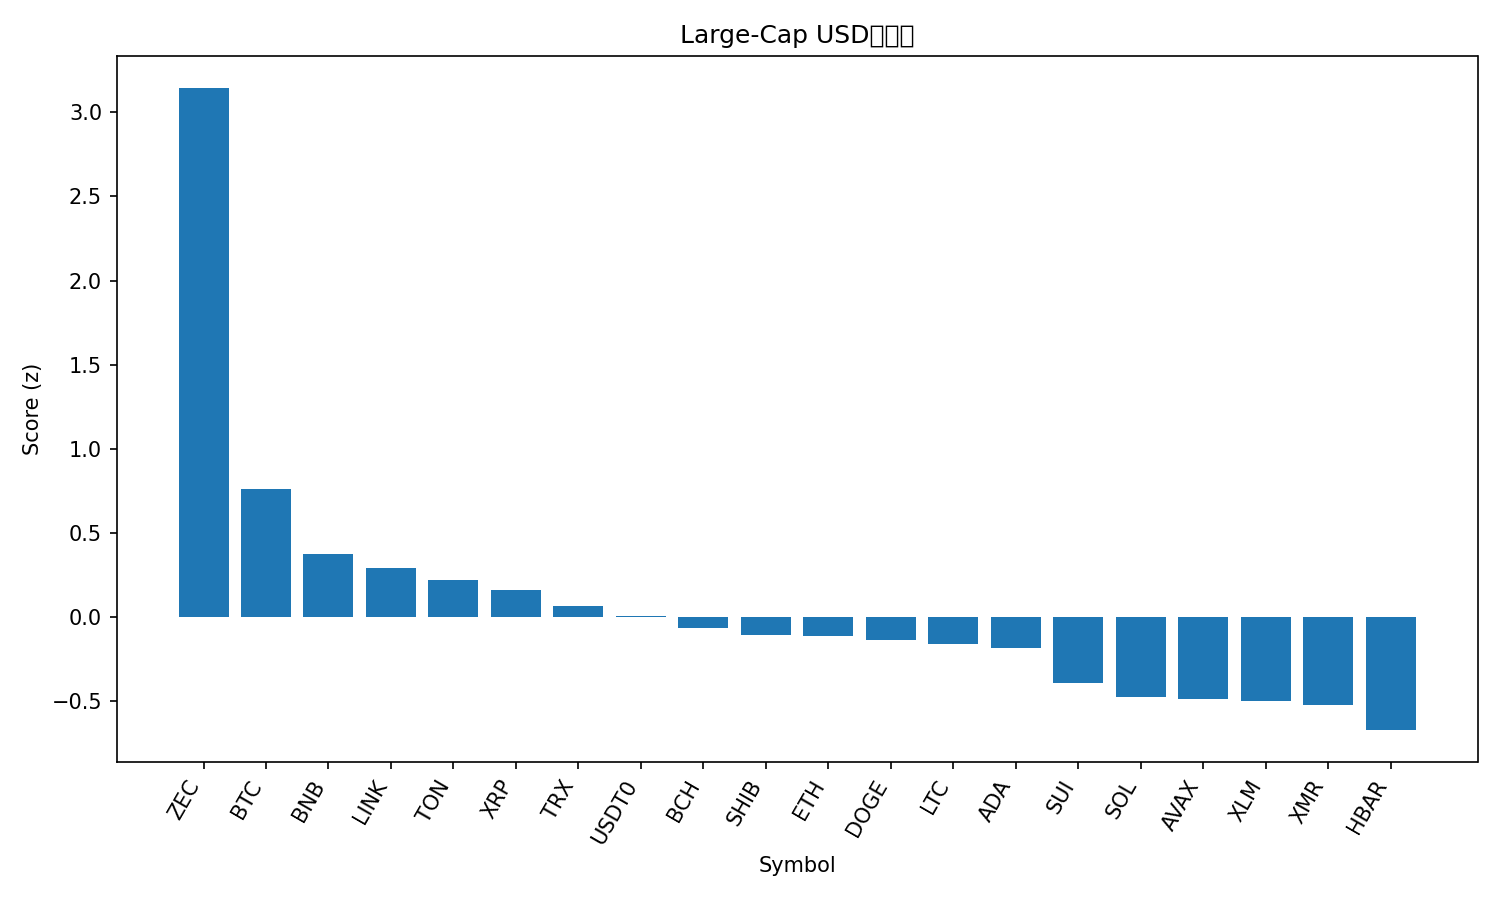 Large-Cap USD
Score (z)
3.0
2.5
2.0
1.5
1.0
0.5
0.0
−0.5
ZEC
BTC
BNB
LINK
TON
XRP
TRX
USDT0
BCH
SHIB
ETH
DOGE
LTC
ADA
SUI
SOL
AVAX
XLM
XMR
HBAR
Symbol